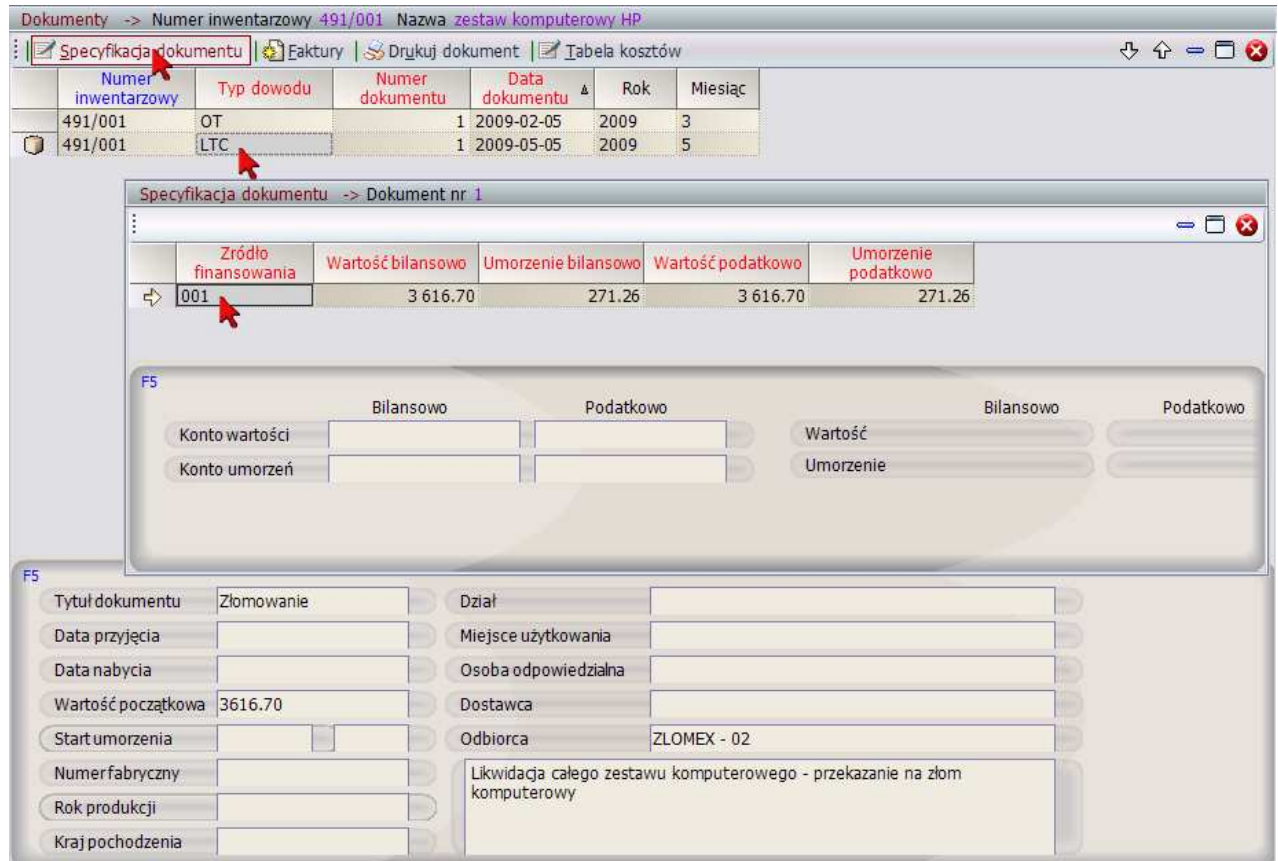 Dokumenty -> Numer inwentarzowy 491/001 Nazwa zestaw komputerowy HP
Specyfikacja dokumentu Faktury Drukuj dokument Tabela kosztów
Numer inwentarzowy Typ dowodu Numer dokumentu Data dokumentu Rok Miesiąc
491/001 OT 1 2009-02-05 2009 3
491/001 LTC 1 2009-05-05 2009 5
Specyfikacja dokumentu -> Dokument nr 1
Zródło finansowania Wartość bilansowo Umorzenie bilansowo Wartość podatkowo Umorzenie podatkowo
001 3 616.70 271.26 3 616.70 271.26
F5
Bilansowo Podatkowo Bilansowo Podatkowo
Konto wartości Wartość
Konto umorzeń Umorzenie
F5
Tytuł dokumentu Złomowanie Dział
Data przyjęcia Miejsce użytkowania
Data nabycia Osoba odpowiedzialna
Wartość początkowa 3616.70 Dostawca
Start umorzenia Odbiorca ZLOMEX - 02
Numer fabryczny Likwidacja całego zestawu komputerowego - przekazanie na złom
komputerowy
Rok produkcji
Kraj pochodzenia